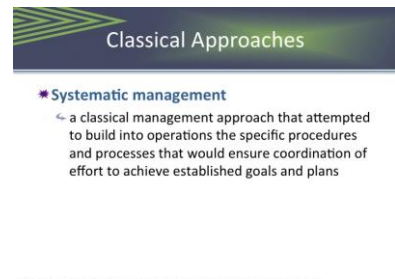 Classical Approaches
Systematic management
a classical management approach that attempted
to build into operations the specific procedures
and processes that would ensure coordination of
effort to achieve established goals and plans